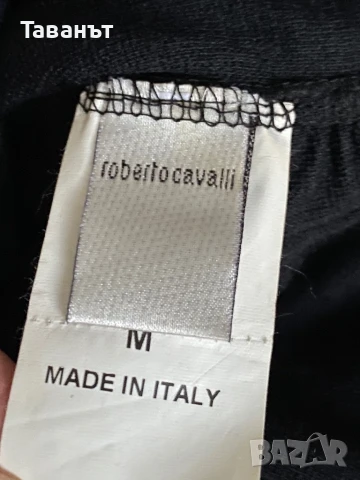 Таванът
robertocavalli
M
MADE IN ITALY
BAZAR